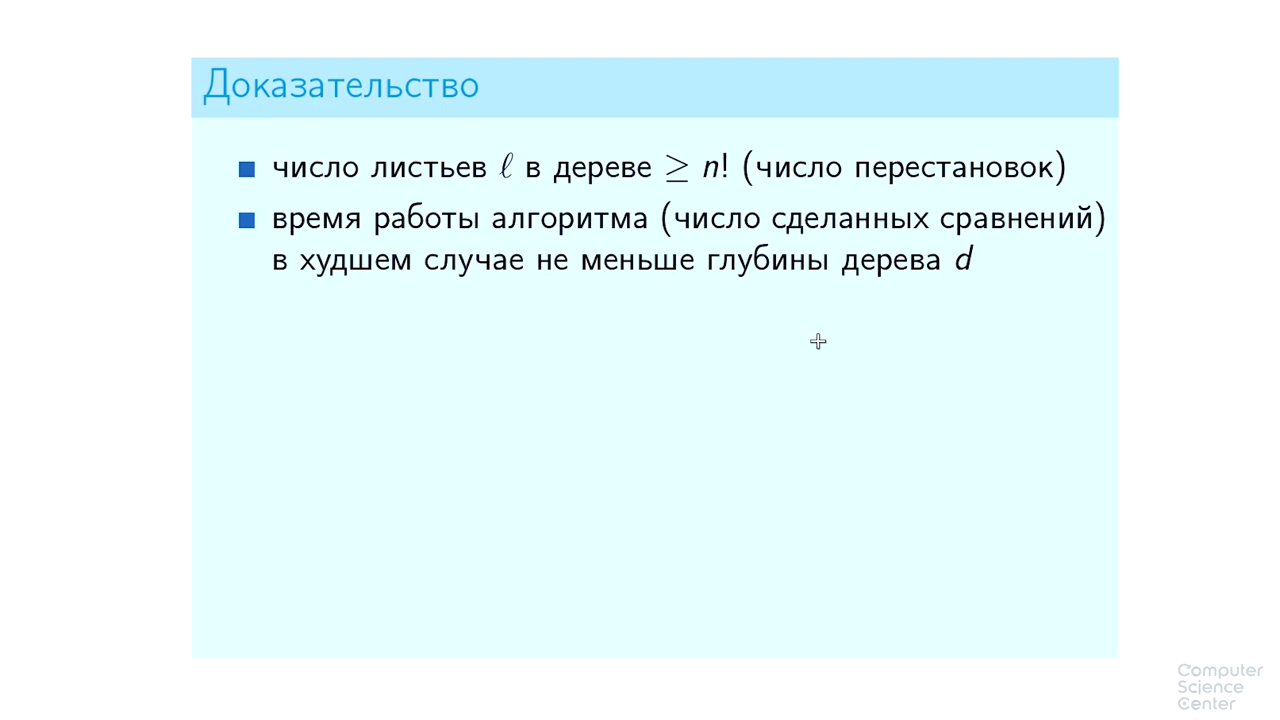 Доказательство
число листьев ℓ в дереве ≥ n! (число перестановок)
время работы алгоритма (число сделанных сравнений)
в худшем случае не меньше глубины дерева d
Computer
Science
Center